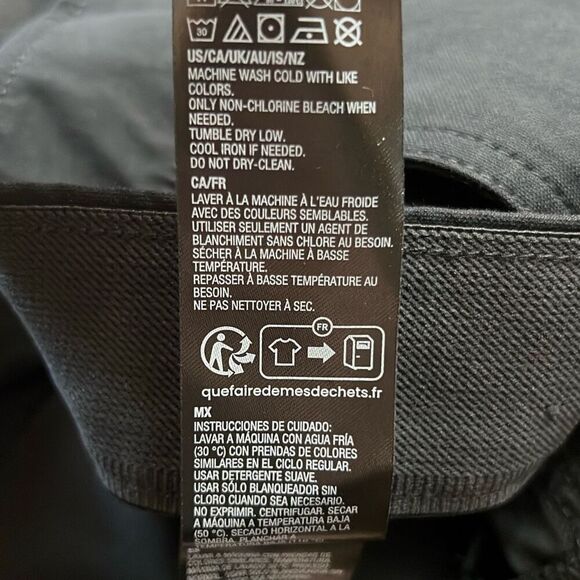 30
US/CA/UK/AU/IS/NZ
MACHINE WASH COLD WITH LIKE
COLORS.
ONLY NON-CHLORINE BLEACH WHEN
NEEDED.
TUMBLE DRY LOW.
COOL IRON IF NEEDED.
DO NOT DRY-CLEAN.
CA/FR
LAVER À LA MACHINE À L'EAU FROIDE
AVEC DES COULEURS SEMBLABLES.
UTILISER SEULEMENT UN AGENT DE
BLANCHIMENT SANS CHLORE AU BESOIN.
SÉCHER À LA MACHINE À BASSE
TEMPÉRATURE.
REPASSER À BASSE TEMPÉRATURE AU
BESOIN.
NE PAS NETTOYER À SEC.
FR
quefairedemesdechets.fr
MX
INSTRUCCIONES DE CUIDADO:
LAVAR A MÁQUINA CON AGUA FRÍA
(30 °C) CON PRENDAS DE COLORES
SIMILARES EN EL CICLO REGULAR.
USAR DETERGENTE SUAVE.
USAR SÓLO BLANQUEADOR SIN
CLORO CUANDO SEA NECESARIO.
NO EXPRIMIR. CENTRIFUGAR. SECAR
A MÁQUINA A TEMPERATURA BAJA
(50 °C). SECADO HORIZONTAL A LA
SOMBRA. PLANCHAR A